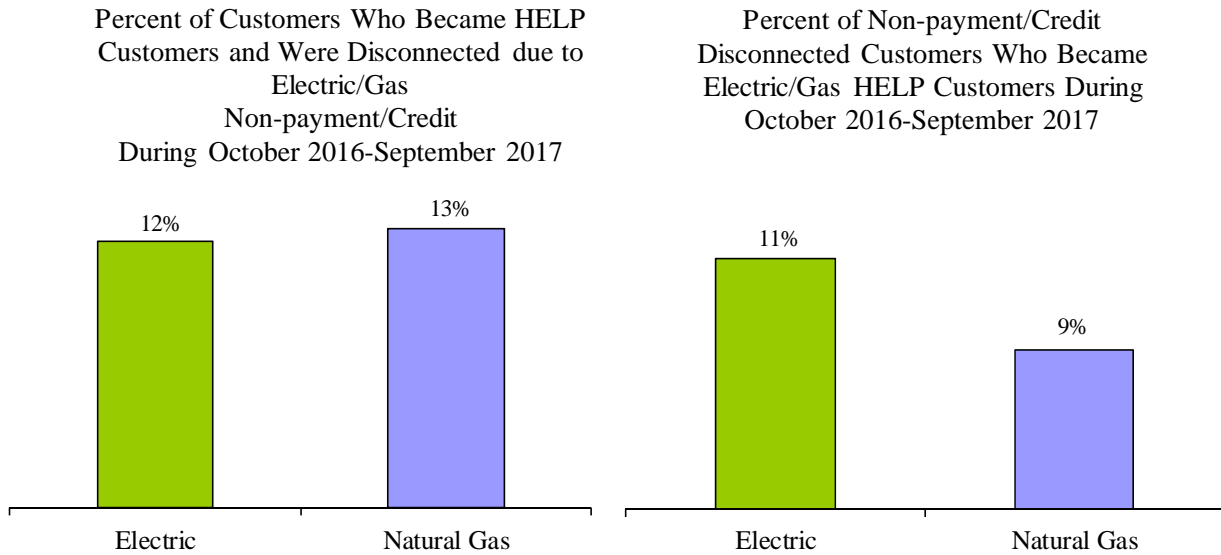 Percent of Customers Who Became HELP
Customers and Were Disconnected due to
Electric/Gas
Non-payment/Credit
During October 2016-September 2017
12%
13%
Electric
Natural Gas
Percent of Non-payment/Credit
Disconnected Customers Who Became
Electric/Gas HELP Customers During
October 2016-September 2017
11%
9%
Electric
Natural Gas